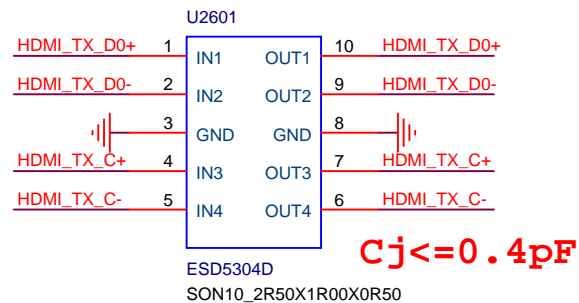 U2601
HDMI_TX_D0+ 1 IN1 OUT1 10 HDMI_TX_D0+
HDMI_TX_D0- 2 IN2 OUT2 9 HDMI_TX_D0-
3 GND GND 8
HDMI_TX_C+ 4 IN3 OUT3 7 HDMI_TX_C+
HDMI_TX_C- 5 IN4 OUT4 6 HDMI_TX_C-
Cj<=0.4pF
ESD5304D
SON10_2R50X1R00X0R50